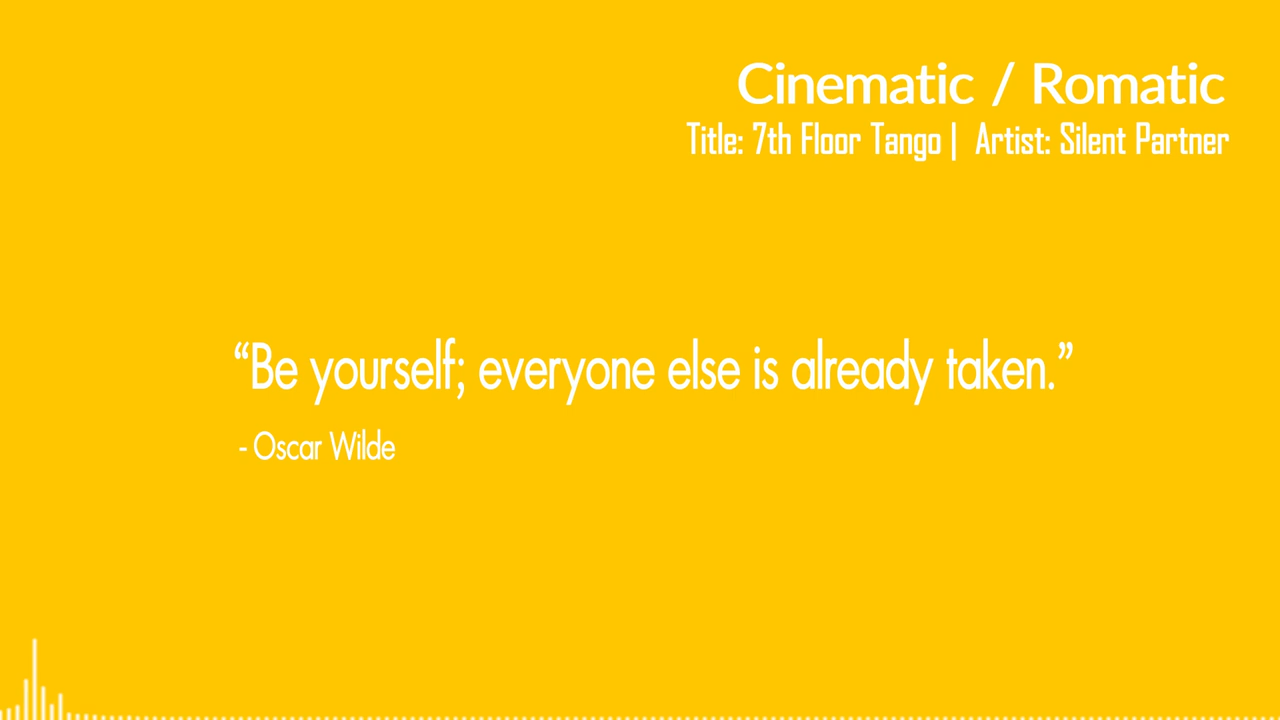 Cinematic / Romatic
Title: 7th Floor Tango | Artist: Silent Partner
“Be yourself; everyone else is already taken.”
- Oscar Wilde